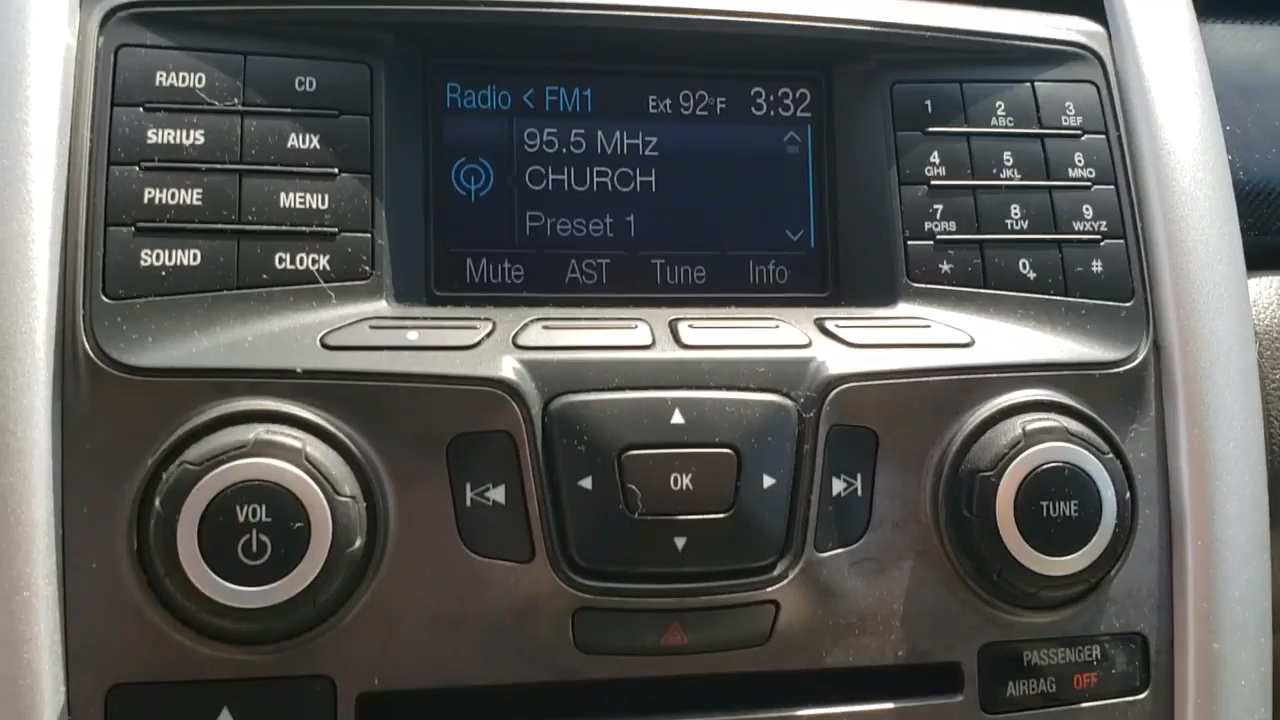 RADIO
CD
SIRIUS
AUX
PHONE
MENU
SOUND
CLOCK
Radio < FM1 Ext 92°F 3:32
95.5 MHz
CHURCH
Preset 1
Mute AST Tune Info
1
2 ABC
3 DEF
4 GHI
5 JKL
6 MNO
7 PQRS
8 TUV
9 WXYZ
*
0+
#
VOL
OK
TUNE
PASSENGER
AIRBAG OFF